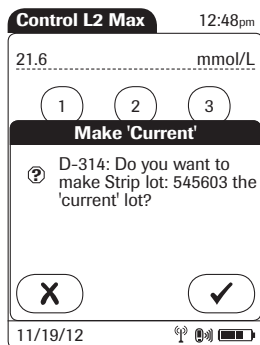 Control L2 Max 12:48pm
21.6 mmol/L
1 2 3
Make 'Current'
D-314: Do you want to
make Strip lot: 545603 the
'current' lot?
11/19/12